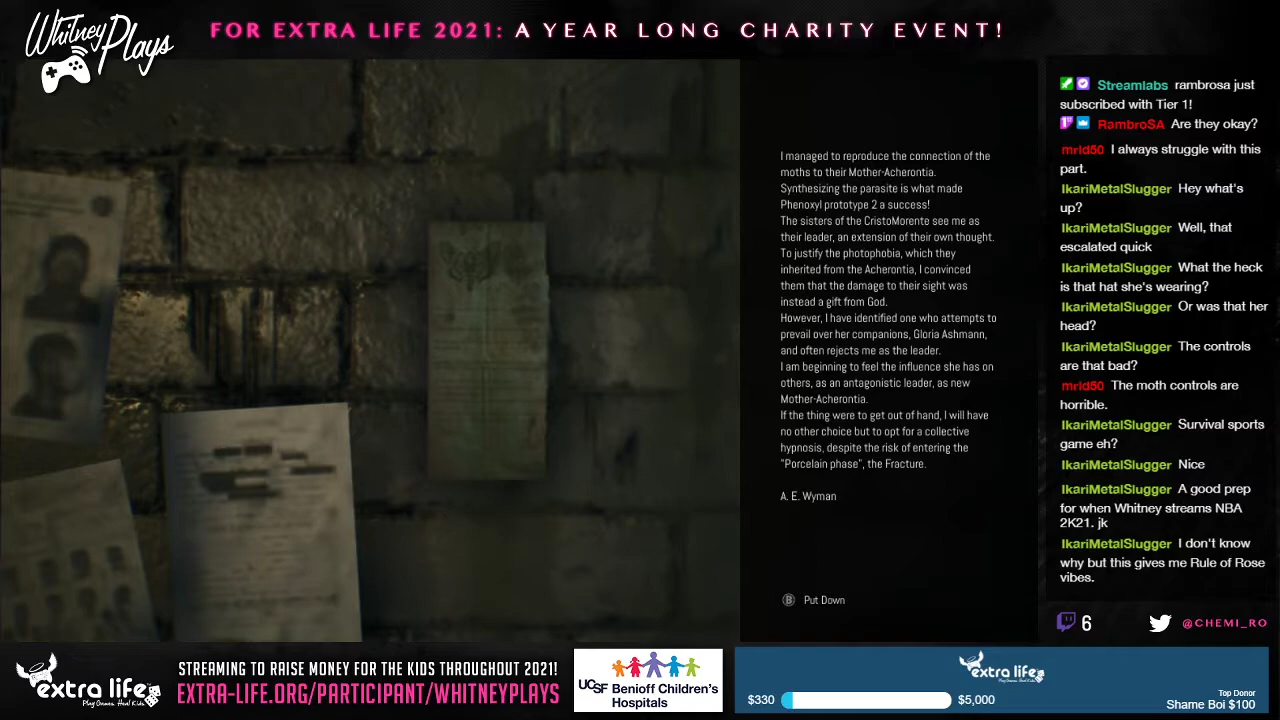 Whitney Plays
FOR EXTRA LIFE 2021: A YEAR LONG CHARITY EVENT!
I managed to reproduce the connection of the
moths to their Mother-Acherontia.
Synthesizing the parasite is what made
Phenoxyl prototype 2 a success!
The sisters of the CristoMorente see me as
their leader, an extension of their own thought.
To justify the photophobia, which they
inherited from the Acherontia, I convinced
them that the damage to their sight was
instead a gift from God.
However, I have identified one who attempts to
prevail over her companions, Gloria Ashmann,
and often rejects me as the leader.
I am beginning to feel the influence she has on
others, as an antagonistic leader, as new
Mother-Acherontia.
If the thing were to get out of hand, I will have
no other choice but to opt for a collective
hypnosis, despite the risk of entering the
"Porcelain phase", the Fracture.
A. E. Wyman
B Put Down
Streamlabs rambrosa just
subscribed with Tier 1!
RambroSA Are they okay?
mrld50 I always struggle with this
part.
IkariMetalSlugger Hey what's
up?
IkariMetalSlugger Well, that
escalated quick
IkariMetalSlugger What the heck
is that hat she's wearing?
IkariMetalSlugger Or was that her
head?
IkariMetalSlugger The controls
are that bad?
mrld50 The moth controls are
horrible.
IkariMetalSlugger Survival sports
game eh?
IkariMetalSlugger Nice
IkariMetalSlugger A good prep
for when Whitney streams NBA
2K21. jk
IkariMetalSlugger I don't know
why but this gives me Rule of Rose
vibes.
6
@CHEMI_RO
extra life
Play Games. Heal Kids.
STREAMING TO RAISE MONEY FOR THE KIDS THROUGHOUT 2021!
EXTRA-LIFE.ORG/PARTICIPANT/WHITNEYPLAYS
UCSF Benioff Children's
Hospitals
extra life
$330
$5,000
Top Donor
Shame Boi $100